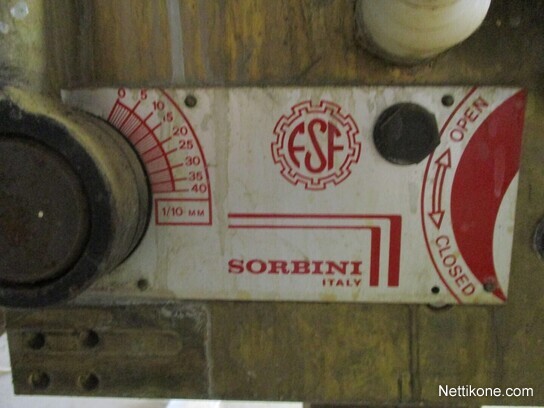 0
5
10
15
20
25
30
35
40
1/10 MM
FSF
OPEN
CLOSED
SORBINI
ITALY
Nettikone.com